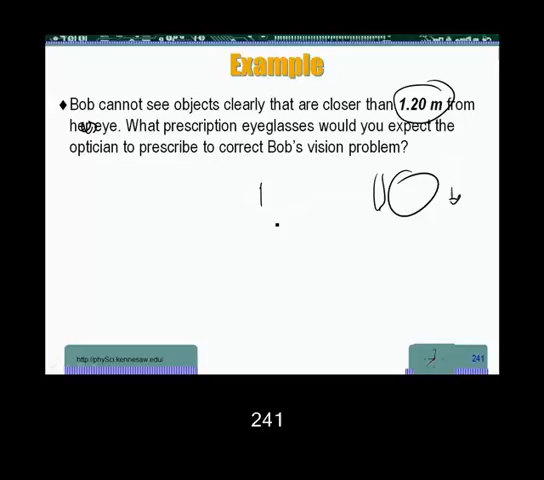 Example
♦Bob cannot see objects clearly that are closer than 1.20 m from
eye. What prescription eyeglasses would you expect the
optician to prescribe to correct Bob's vision problem?
http://phySci.kennesaw.edu/
241
241